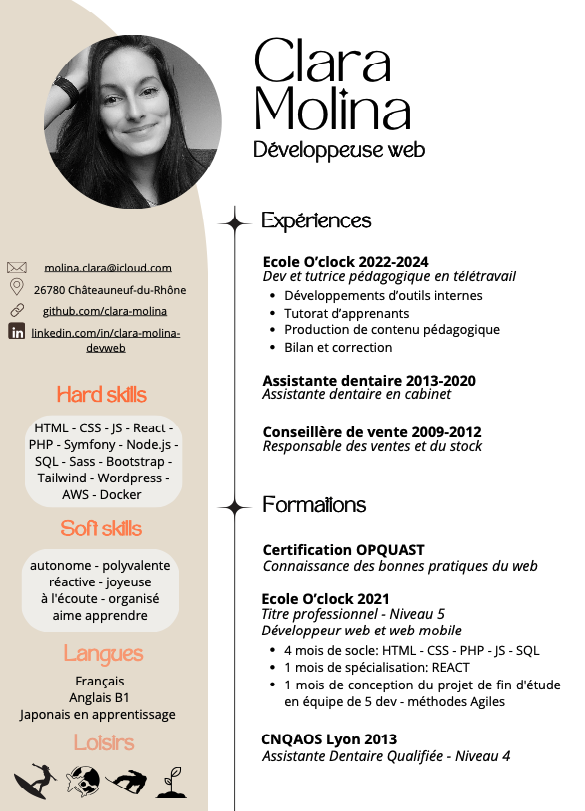 Clara
Molina
Développeuse web
molina.clara@icloud.com
26780 Châteauneuf-du-Rhône
github.com/clara-molina
in linkedin.com/in/clara-molina-
devweb
Hard skills
HTML - CSS - JS - React -
PHP - Symfony - Node.js -
SQL - Sass - Bootstrap -
Tailwind - Wordpress -
AWS - Docker
Soft skills
autonome - polyvalente
réactive - joyeuse
à l'écoute - organisé
aime apprendre
Langues
Français
Anglais B1
Japonais en apprentissage
Loisirs
Expériences
Ecole O’clock 2022-2024
Dev et tutrice pédagogique en télétravail
• Développements d’outils internes
• Tutorat d’apprenants
• Production de contenu pédagogique
• Bilan et correction
Assistante dentaire 2013-2020
Assistante dentaire en cabinet
Conseillère de vente 2009-2012
Responsable des ventes et du stock
Formations
Certification OPQUAST
Connaissance des bonnes pratiques du web
Ecole O’clock 2021
Titre professionnel - Niveau 5
Développeur web et web mobile
• 4 mois de socle: HTML - CSS - PHP - JS - SQL
• 1 mois de spécialisation: REACT
• 1 mois de conception du projet de fin d'étude
en équipe de 5 dev - méthodes Agiles
CNQAOS Lyon 2013
Assistante Dentaire Qualifiée - Niveau 4